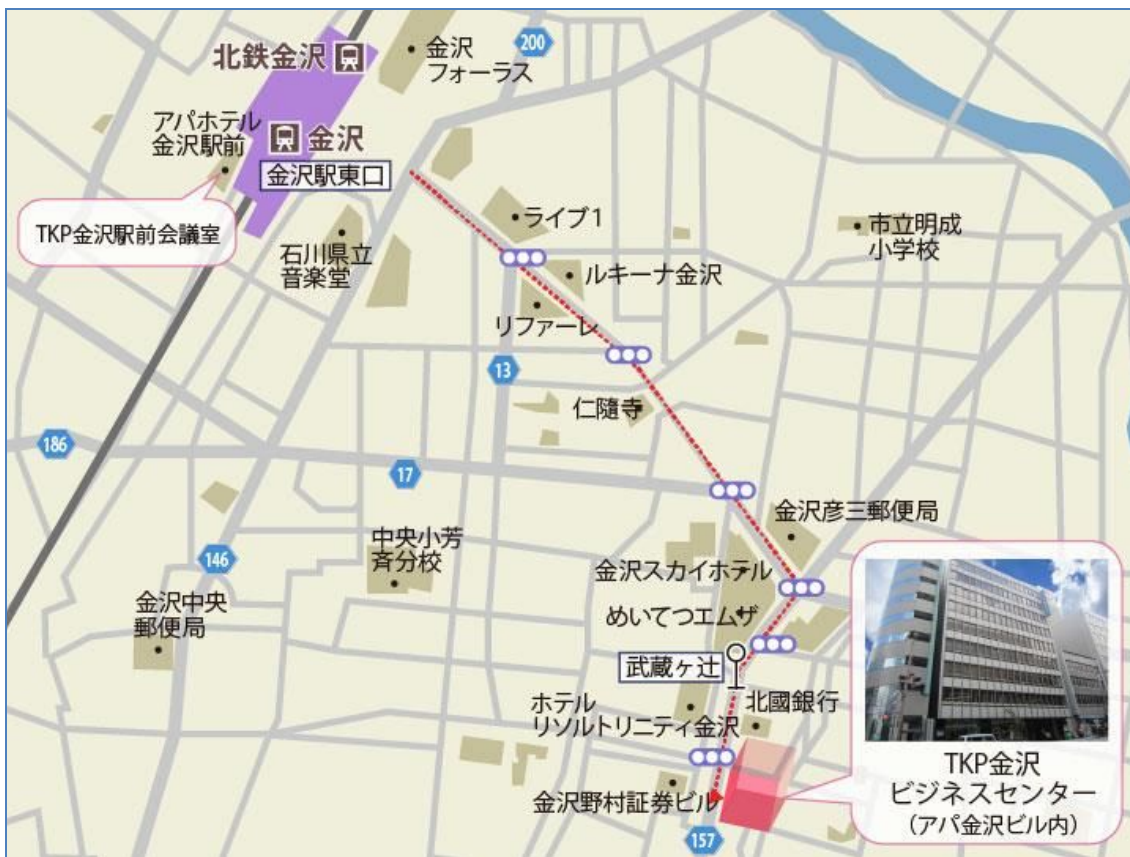 北鉄金沢
金沢
フォーラス
200
アパホテル
金沢駅前
金沢
金沢駅東口
TKP金沢駅前会議室
石川県立
音楽堂
ライブ1
市立明成
小学校
ルキーナ金沢
リファーレ
13
仁隨寺
186
17
金沢彦三郵便局
中央小芳
斉分校
146
金沢スカイホテル
金沢中央
郵便局
めいてつエムザ
武蔵ヶ辻
ホテル
リソルトリニティ金沢
北國銀行
金沢野村証券ビル
157
TKP金沢
ビジネスセンター
（アパ金沢ビル内）